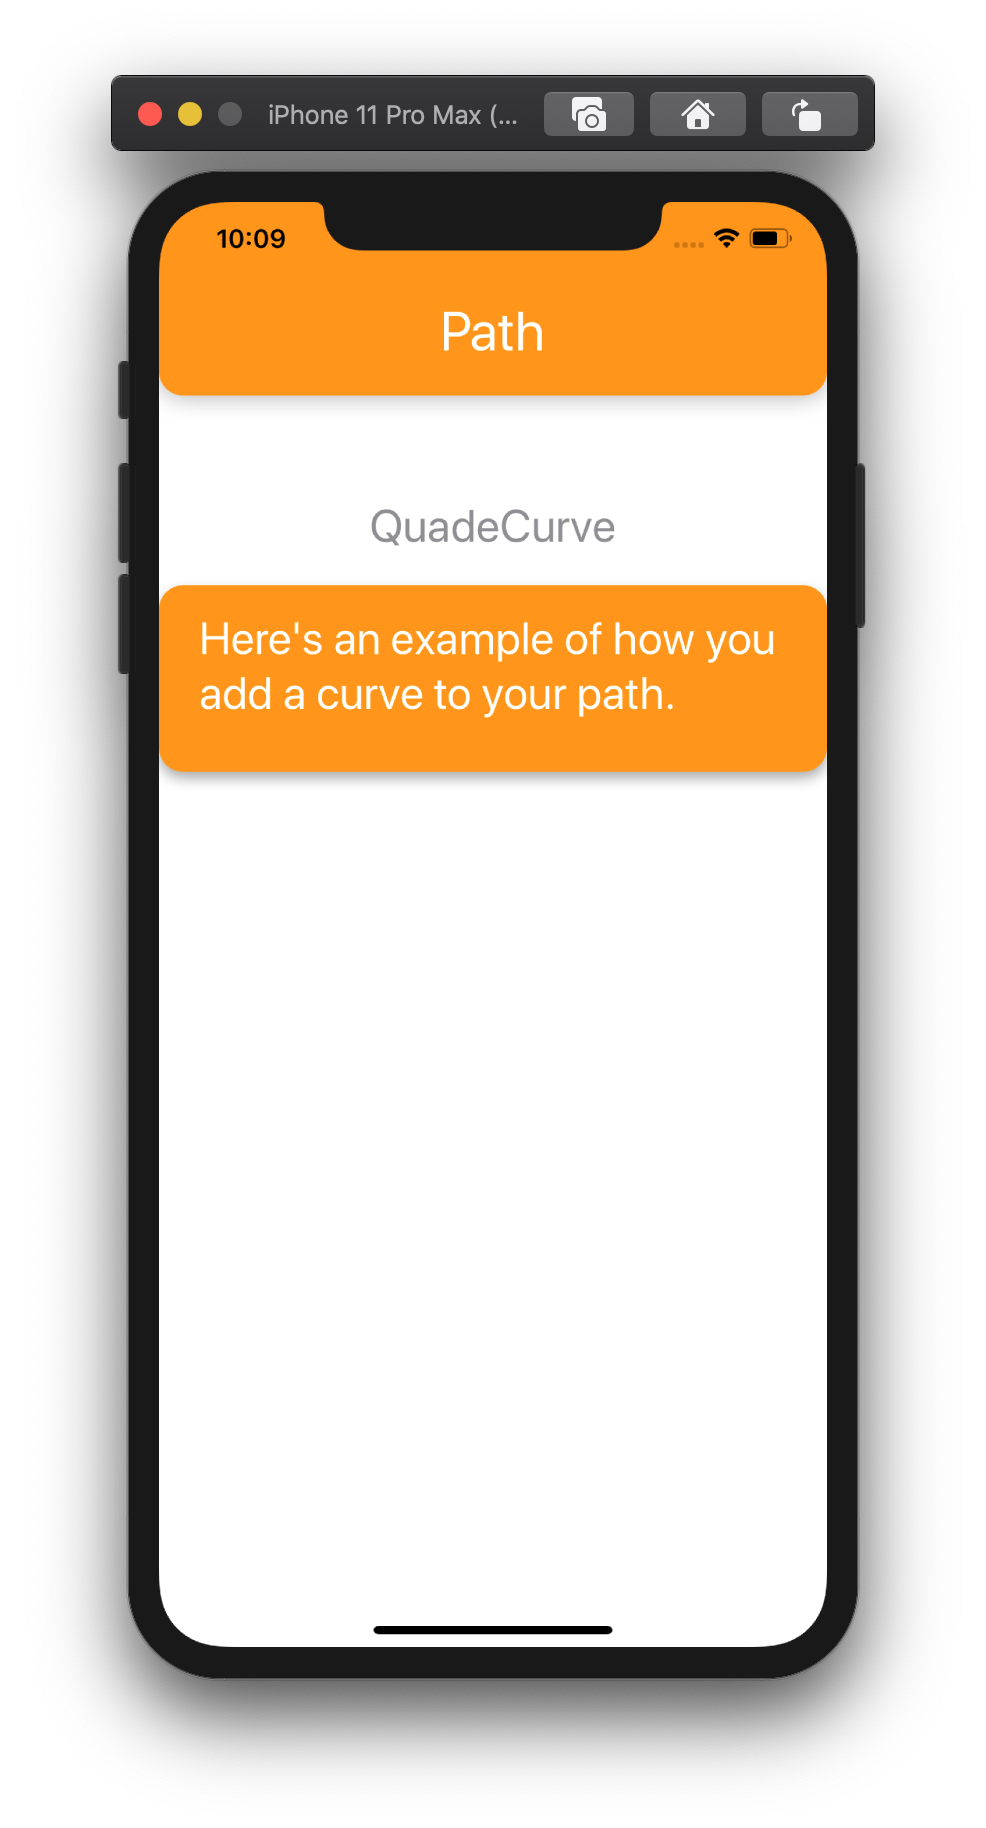 iPhone 11 Pro Max (...
10:09
Path
QuadeCurve
Here's an example of how you
add a curve to your path.